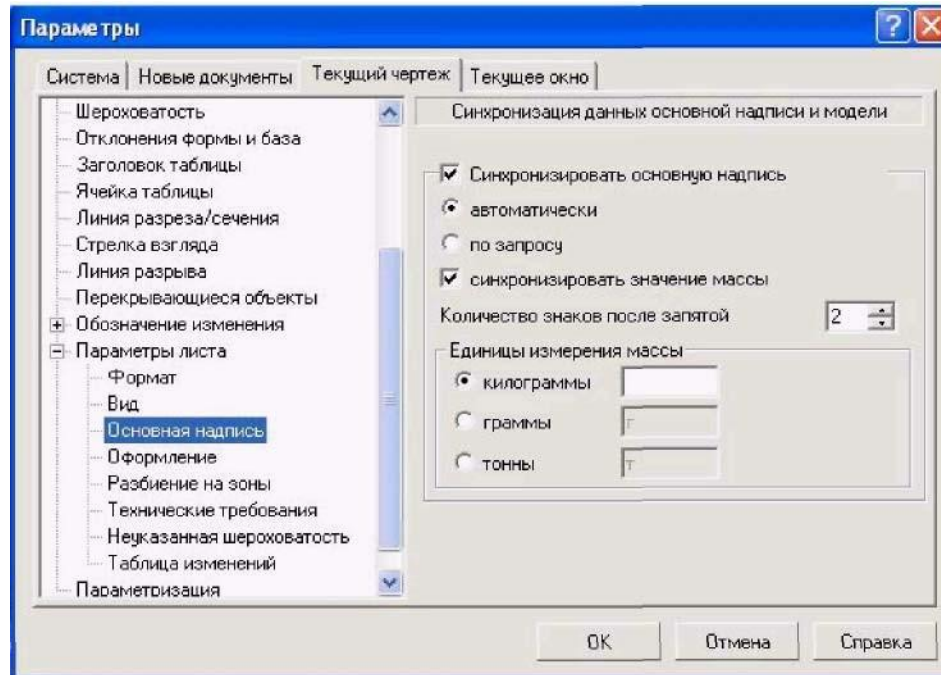 Параметры
Система Новые документы Текущий чертеж Текущее окно
Шероховатость
Отклонения формы и база
Заголовок таблицы
Ячейка таблицы
Линия разреза/сечения
Стрелка взгляда
Линия разрыва
Перекрывающиеся объекты
Обозначение изменения
Параметры листа
Формат
Вид
Основная надпись
Оформление
Разбиение на зоны
Технические требования
Неуказанная шероховатость
Таблица изменений
Параметризация
Синхронизация данных основной надписи и модели
Синхронизировать основную надпись
автоматически
по запросу
синхронизировать значение массы
Количество знаков после запятой 2
Единицы измерения массы
килограммы
граммы г
тонны т
OK Отмена Справка